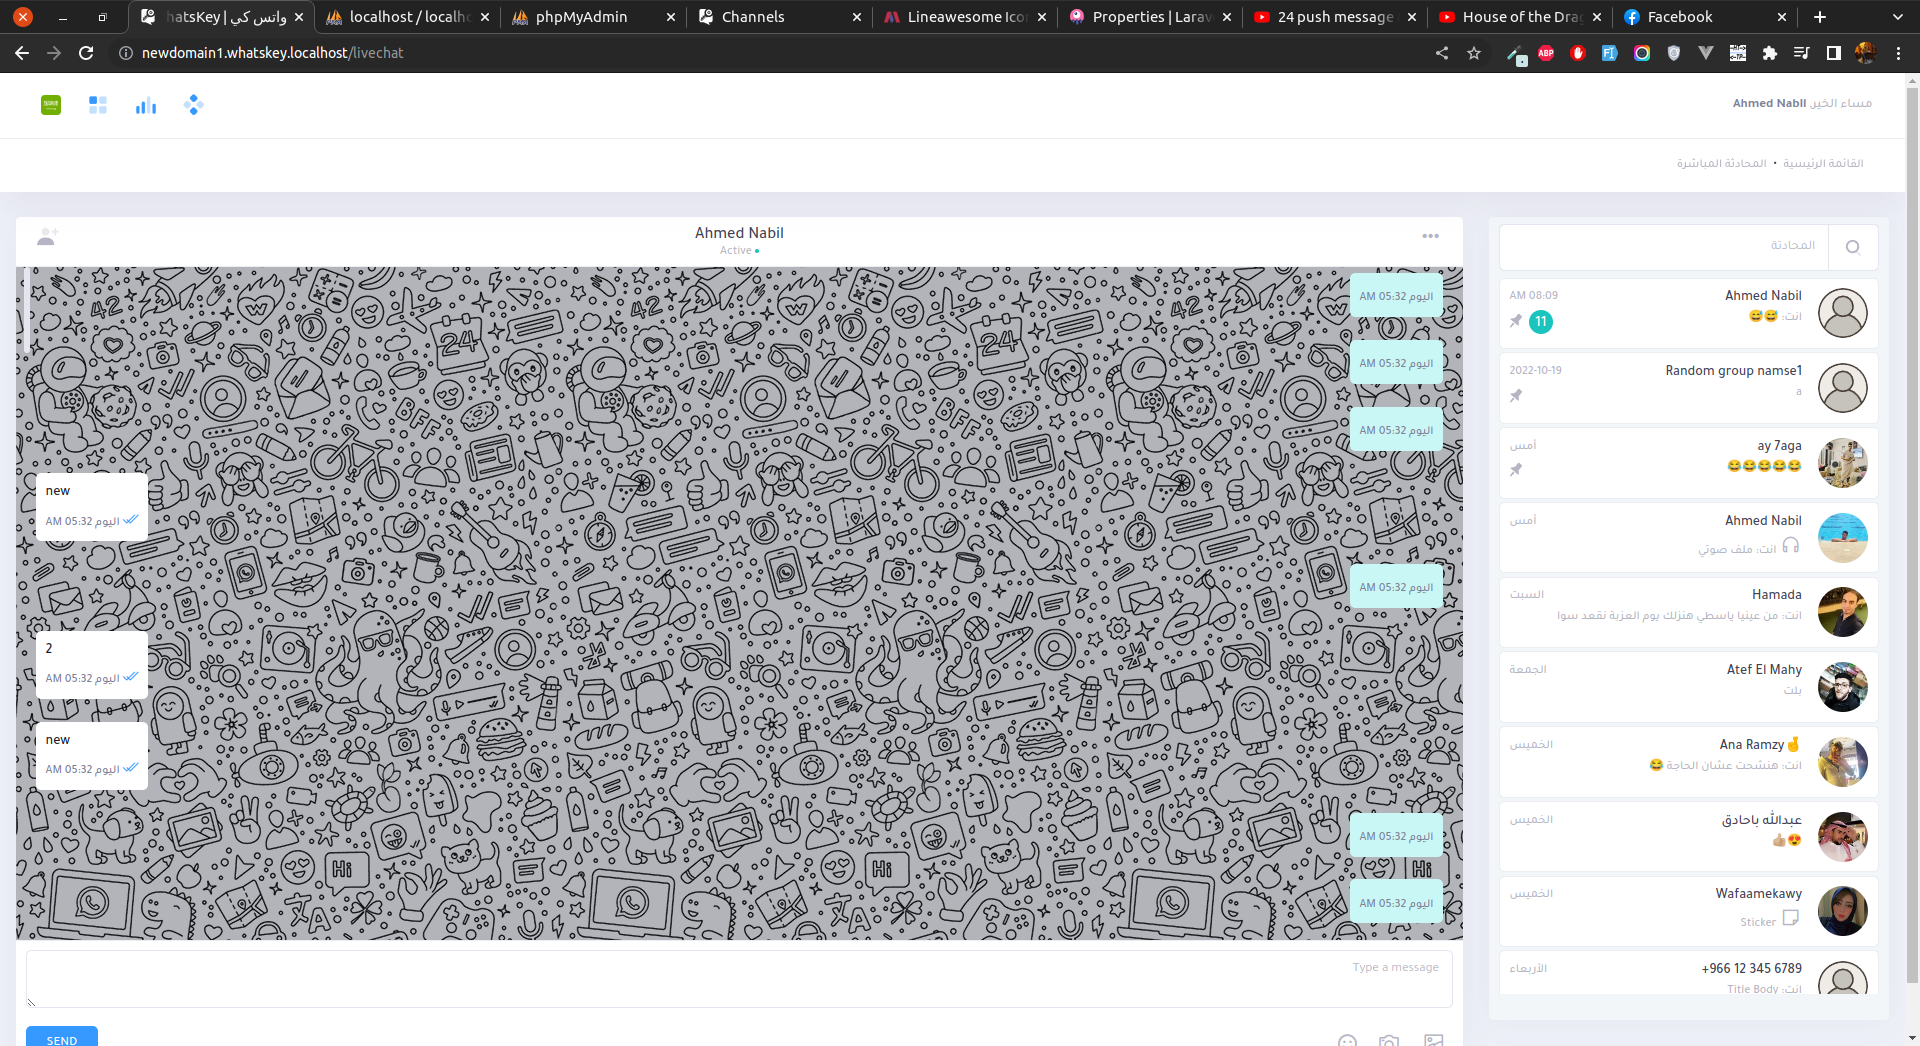 hatsKey | واتس كي
localhost / localho
phpMyAdmin
Channels
Lineawesome Ico
Properties | Larav
24 push message
House of the Drag
Facebook
newdomain1.whatskey.localhost/livechat
مساء الخير, Ahmed Nabil
القائمة الرئيسية • المحادثة المباشرة
Ahmed Nabil
Active
اليوم 05:32 AM
اليوم 05:32 AM
اليوم 05:32 AM
new
اليوم 05:32 AM
اليوم 05:32 AM
2
اليوم 05:32 AM
new
اليوم 05:32 AM
اليوم 05:32 AM
اليوم 05:32 AM
Type a message
SEND
المحادثة
Ahmed Nabil
08:09 AM
انت: 😅😅
11
Random group namse1
2022-10-19
a
ay 7aga
أمس
😂😂😂😂😂
Ahmed Nabil
أمس
انت: ملف صوتي
Hamada
السبت
انت: من عينيا ياسطي هنزلك يوم العزبة نقعد سوا
Atef El Mahy
الجمعة
بلت
Ana Ramzy🤞
الخميس
انت: هنشحت عشان الحاجة 😂
عبدالله باحاذق
الخميس
👍🏼😍
Wafaamekawy
الخميس
Sticker
+966 12 345 6789
الأربعاء
انت: Title Body